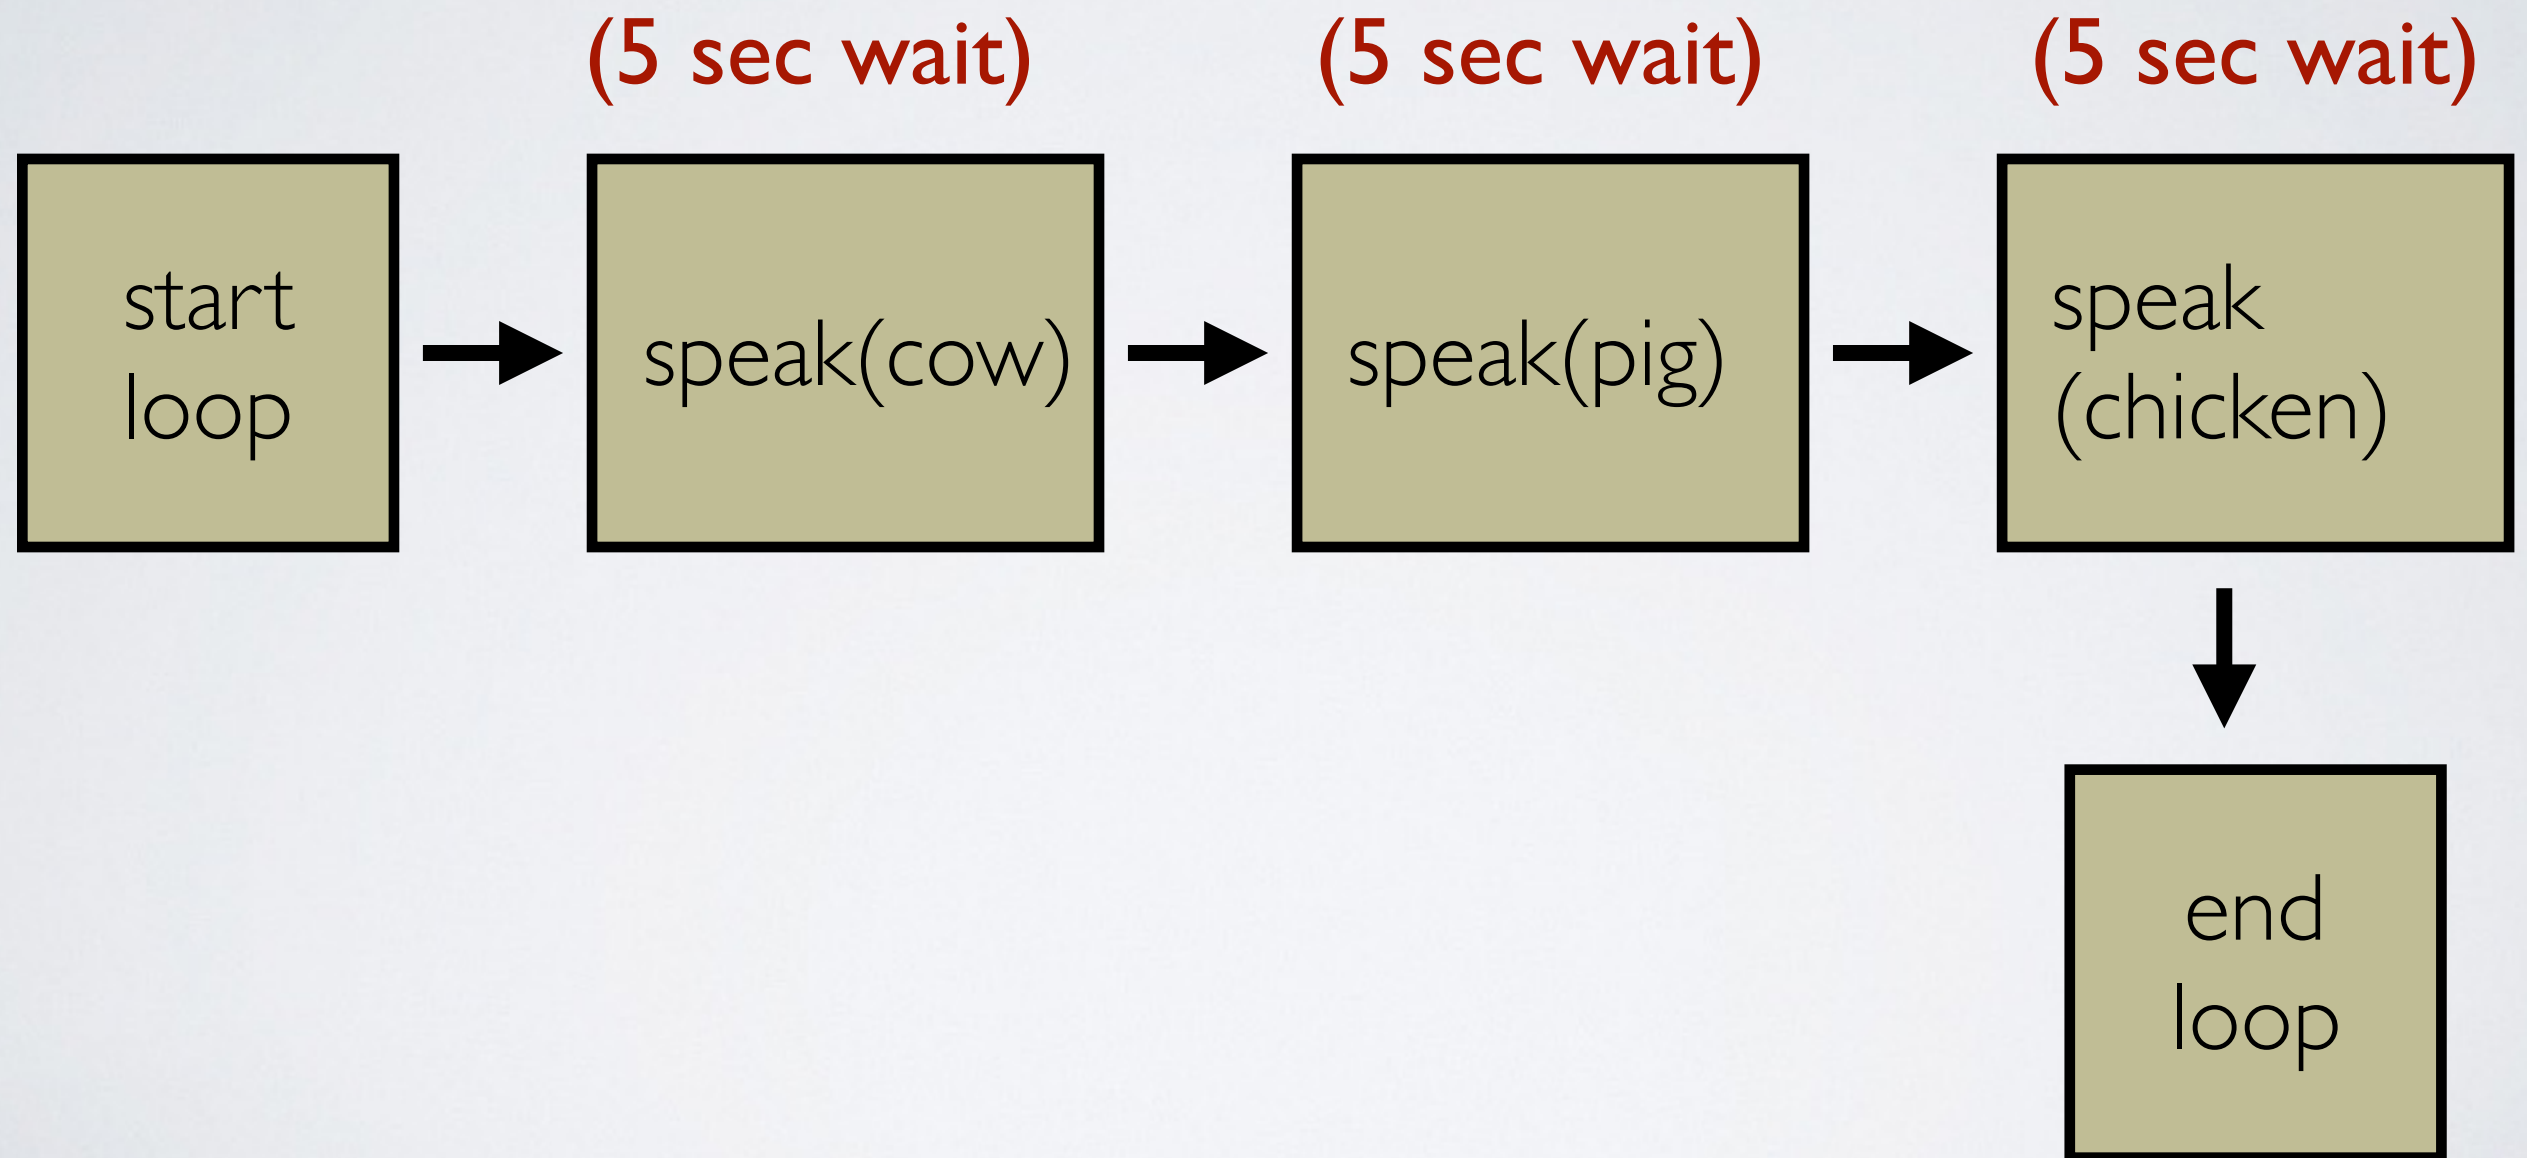 (5 sec wait)
(5 sec wait)
(5 sec wait)
start
loop
speak(cow)
speak(pig)
speak
(chicken)
end
loop